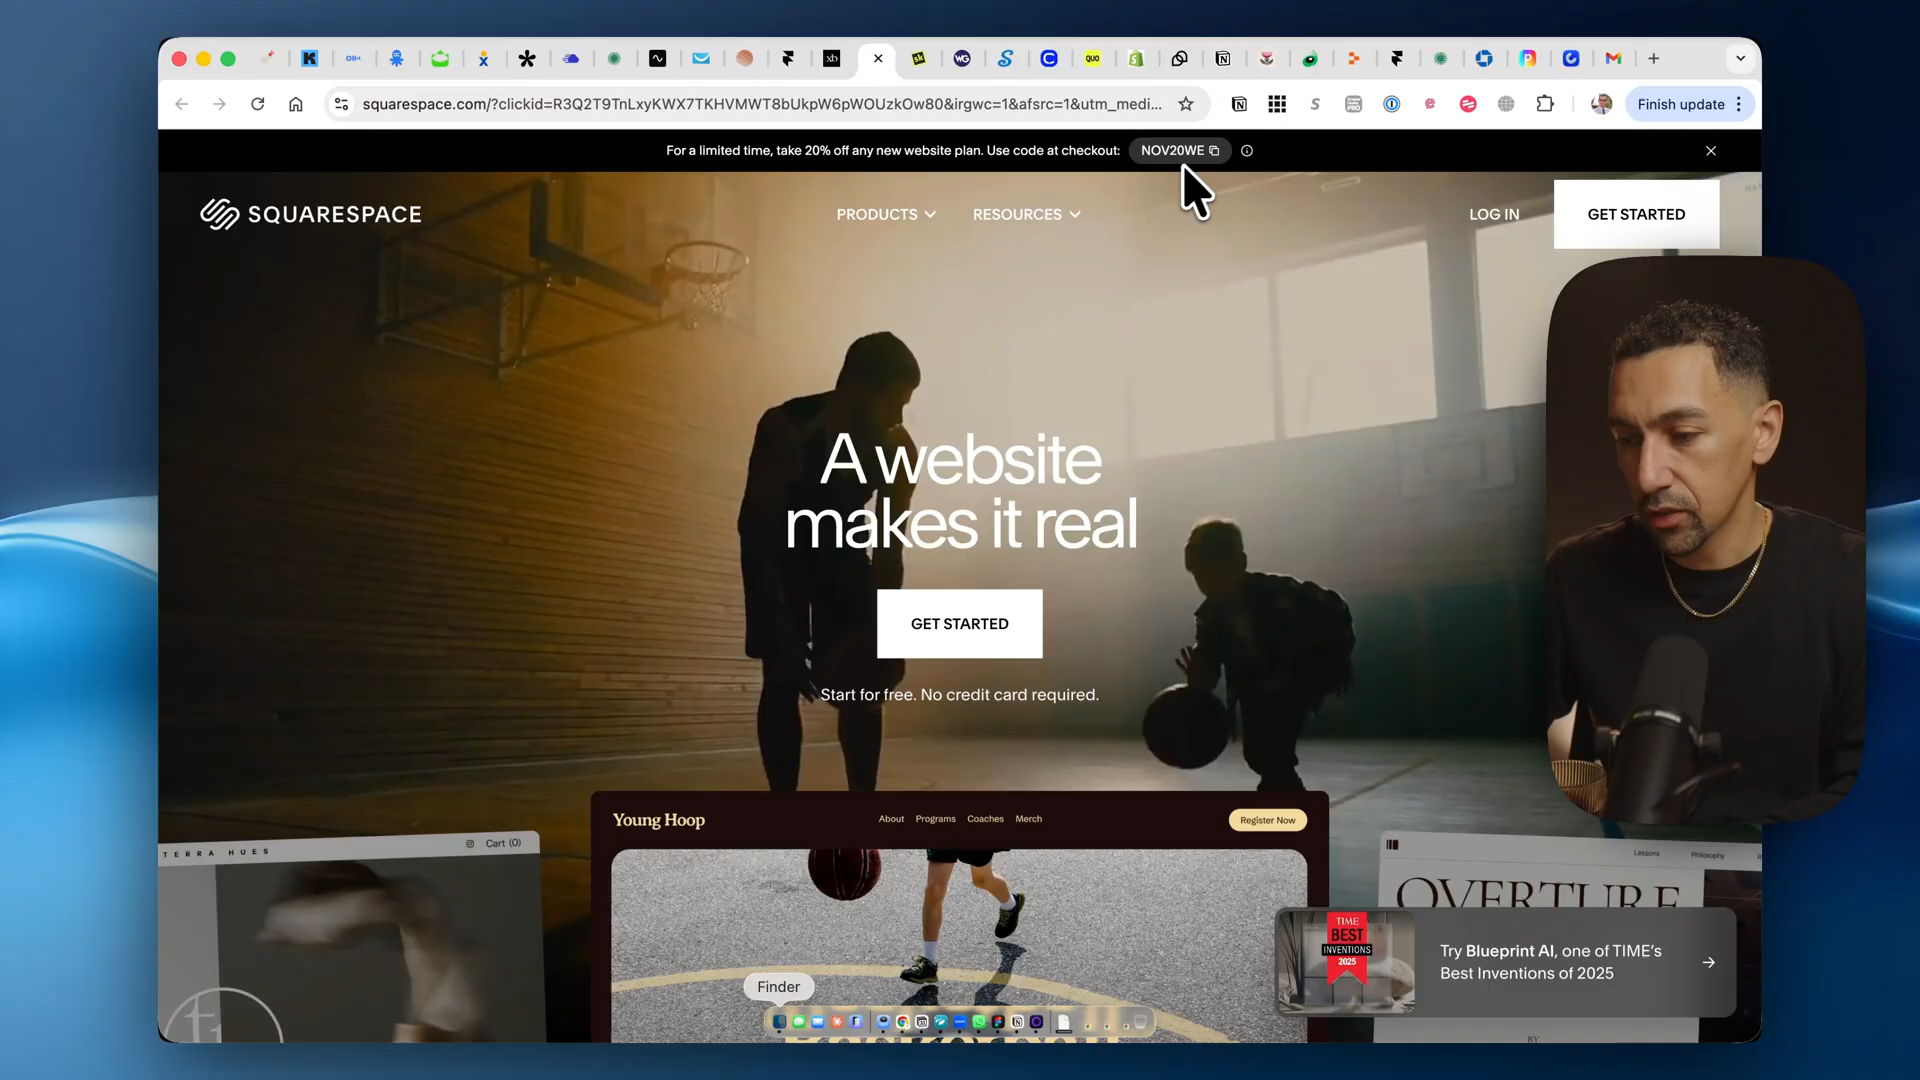 squarespace.com/?clickid=R3Q2T9TnLxyKWX7TKHVMWT8bUkpW6pWOUzkOw80&irgwc=1&afsrc=1&utm_medi...
Finish update
For a limited time, take 20% off any new website plan. Use code at checkout: NOV20WE
SQUARESPACE
PRODUCTS
RESOURCES
LOG IN
GET STARTED
A website
makes it real
GET STARTED
Start for free. No credit card required.
Young Hoop
About
Programs
Coaches
Merch
Register Now
TERRA HUES
Cart (0)
Lessons
Philosophy
OVERTURE
TIME
BEST
INVENTIONS
2025
Try Blueprint AI, one of TIME's
Best Inventions of 2025
Finder
BY